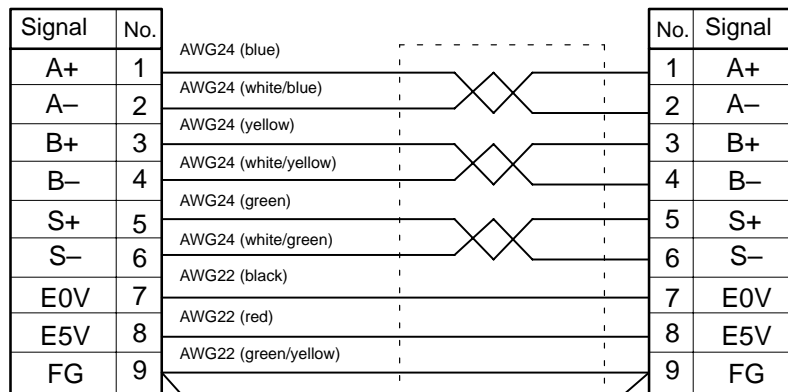 Signal No. No. Signal
AWG24 (blue)
A+ 1 1 A+
AWG24 (white/blue)
A– 2 2 A–
AWG24 (yellow)
B+ 3 3 B+
AWG24 (white/yellow)
B– 4 4 B–
AWG24 (green)
S+ 5 5 S+
AWG24 (white/green)
S– 6 6 S–
AWG22 (black)
E0V 7 7 E0V
AWG22 (red)
E5V 8 8 E5V
AWG22 (green/yellow)
FG 9 9 FG